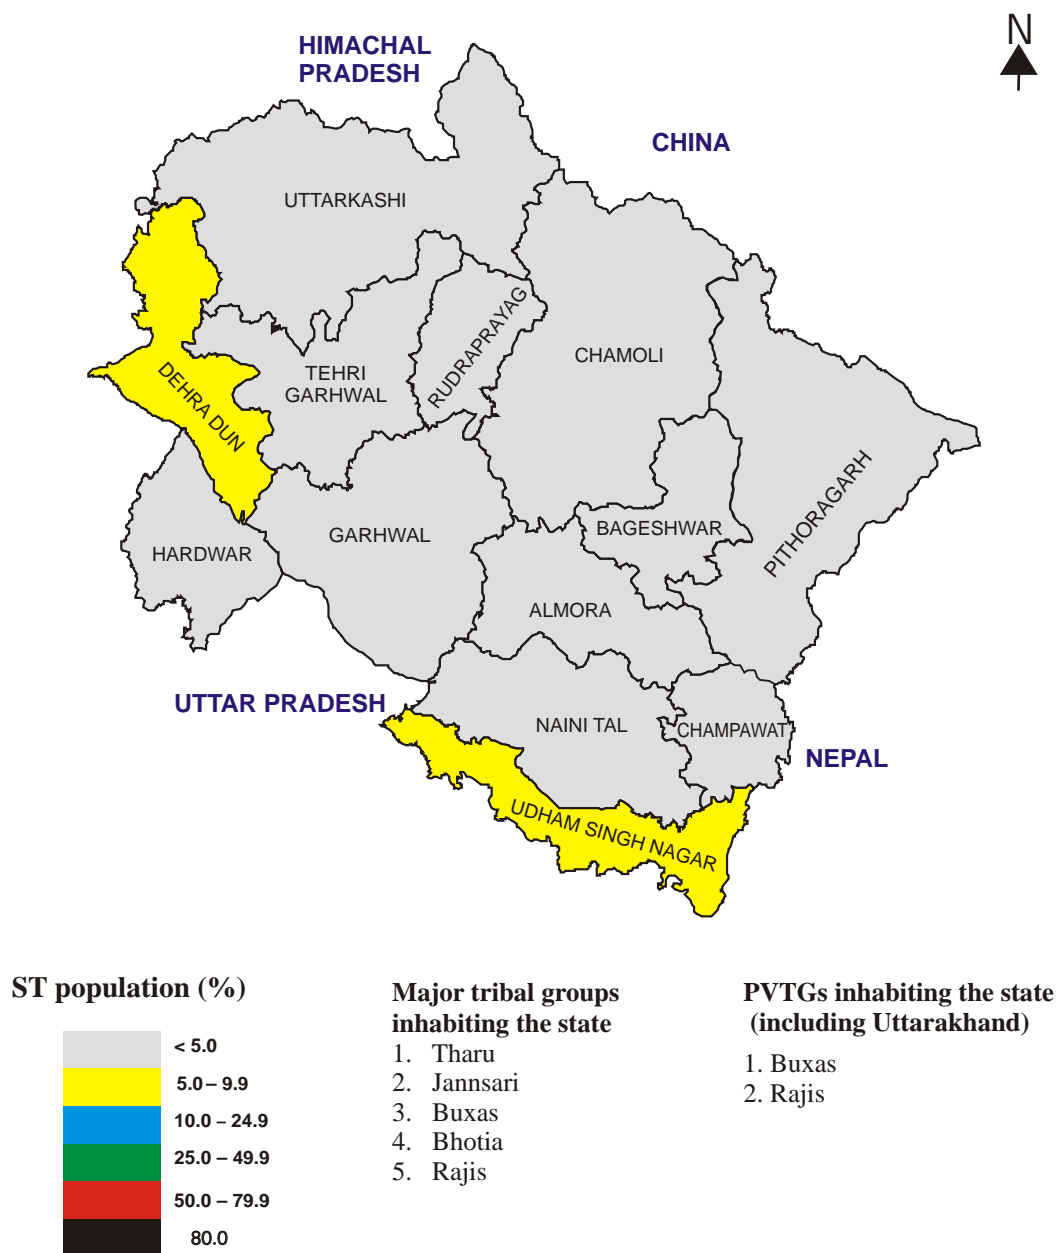 N
HIMACHAL
PRADESH
CHINA
UTTARKASHI
RUDRAPRAYAG
CHAMOLI
TEHRI
GARHWAL
DEHRA DUN
PITHORAGARH
HARDWAR
GARHWAL
BAGESHWAR
ALMORA
UTTAR PRADESH
NAINI TAL
CHAMPAWAT
NEPAL
UDHAM SINGH NAGAR
ST population (%)
< 5.0
5.0 – 9.9
10.0 – 24.9
25.0 – 49.9
50.0 – 79.9
80.0
Major tribal groups
inhabiting the state
1. Tharu
2. Jannsari
3. Buxas
4. Bhotia
5. Rajis
PVTGs inhabiting the state
(including Uttarakhand)
1. Buxas
2. Rajis